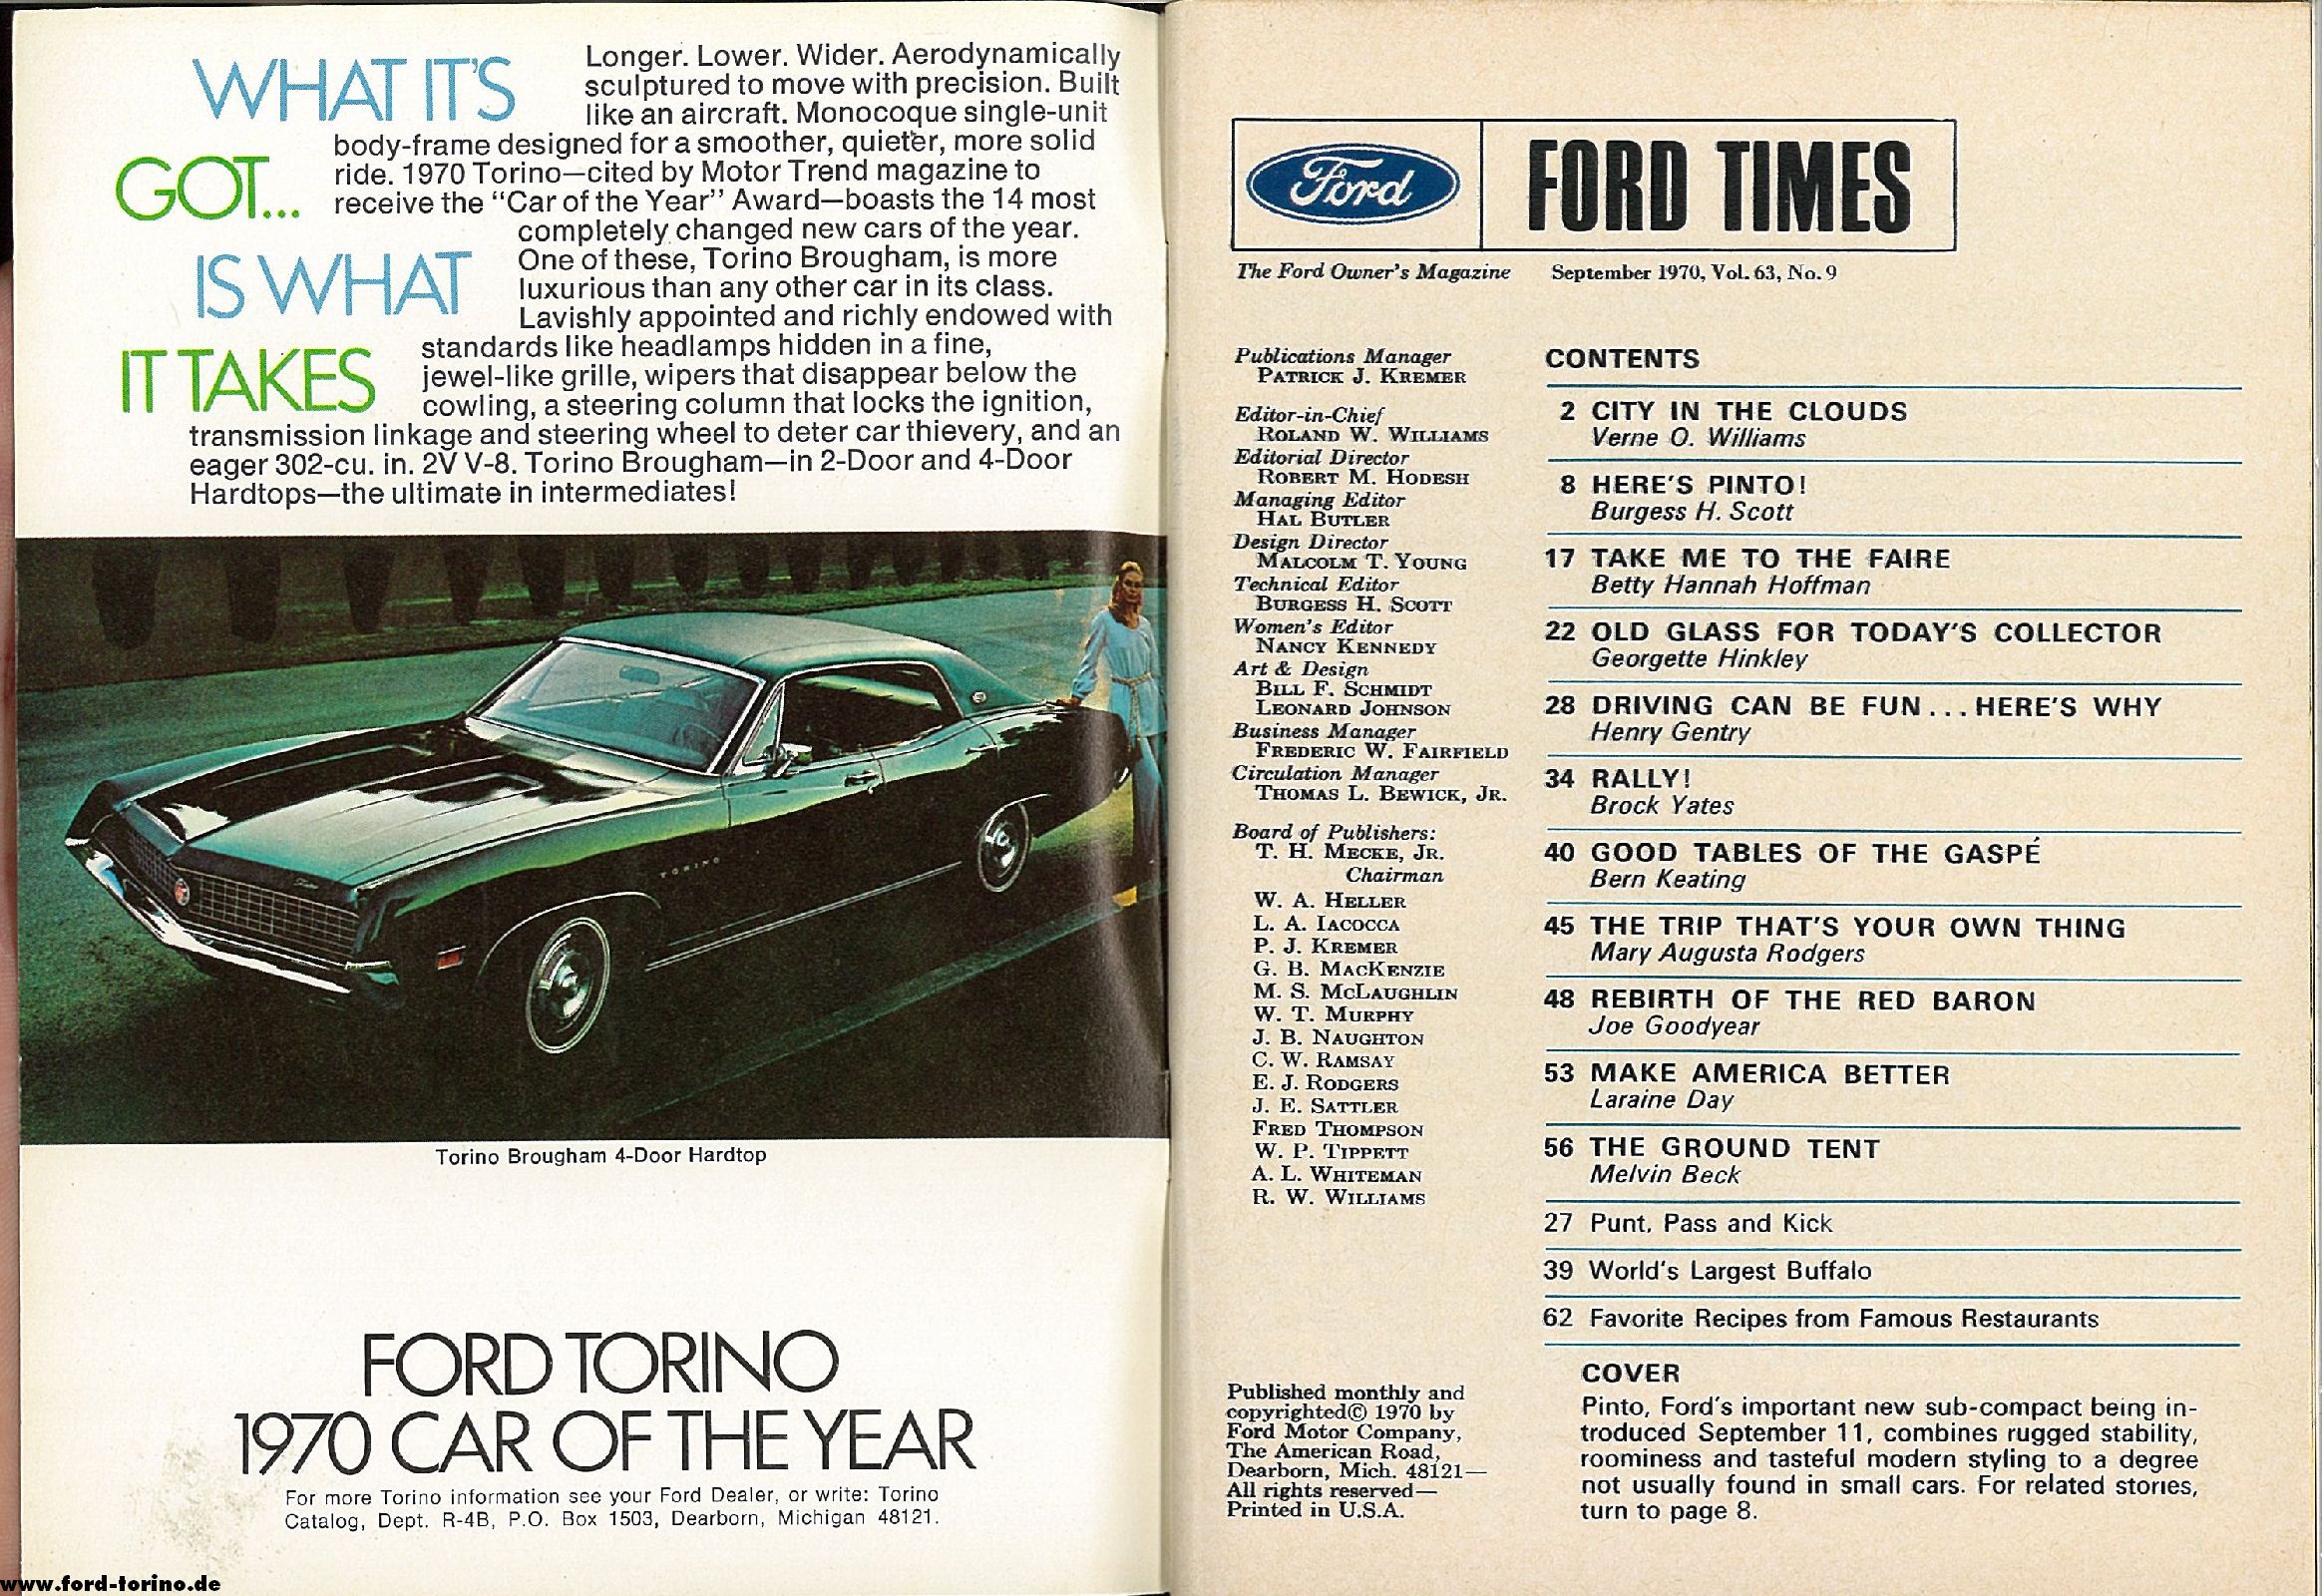 WHAT IT'S
GOT...
IS WHAT
IT TAKES
Longer. Lower. Wider. Aerodynamically
sculptured to move with precision. Built
like an aircraft. Monocoque single-unit
body-frame designed for a smoother, quieter, more solid
ride. 1970 Torino—cited by Motor Trend magazine to
receive the "Car of the Year" Award—boasts the 14 most
completely changed new cars of the year.
One of these, Torino Brougham, is more
luxurious than any other car in its class.
Lavishly appointed and richly endowed with
standards like headlamps hidden in a fine,
jewel-like grille, wipers that disappear below the
cowling, a steering column that locks the ignition,
transmission linkage and steering wheel to deter car thievery, and an
eager 302-cu. in. 2V V-8. Torino Brougham—in 2-Door and 4-Door
Hardtops—the ultimate in intermediates!
TORINO
Torino Brougham 4-Door Hardtop
FORD TORINO
1970 CAR OF THE YEAR
For more Torino information see your Ford Dealer, or write: Torino
Catalog, Dept. R-4B, P.O. Box 1503, Dearborn, Michigan 48121.
www.ford-torino.de
Ford
FORD TIMES
The Ford Owner's Magazine September 1970, Vol. 63, No. 9
Publications Manager
PATRICK J. KREMER
Editor-in-Chief
ROLAND W. WILLIAMS
Editorial Director
ROBERT M. HODESH
Managing Editor
HAL BUTLER
Design Director
MALCOLM T. YOUNG
Technical Editor
BURGESS H. SCOTT
Women's Editor
NANCY KENNEDY
Art & Design
BILL F. SCHMIDT
LEONARD JOHNSON
Business Manager
FREDERIC W. FAIRFIELD
Circulation Manager
THOMAS L. BEWICK, JR.
Board of Publishers:
T. H. MECKE, JR.
Chairman
W. A. HELLER
L. A. IACOCCA
P. J. KREMER
G. B. MACKENZIE
M. S. MCLAUGHLIN
W. T. MURPHY
J. B. NAUGHTON
C. W. RAMSAY
E. J. RODGERS
J. E. SATTLER
FRED THOMPSON
W. P. TIPPETT
A. L. WHITEMAN
R. W. WILLIAMS
Published monthly and
copyrighted© 1970 by
Ford Motor Company,
The American Road,
Dearborn, Mich. 48121—
All rights reserved—
Printed in U.S.A.
CONTENTS
2 CITY IN THE CLOUDS
Verne O. Williams
8 HERE'S PINTO!
Burgess H. Scott
17 TAKE ME TO THE FAIRE
Betty Hannah Hoffman
22 OLD GLASS FOR TODAY'S COLLECTOR
Georgette Hinkley
28 DRIVING CAN BE FUN...HERE'S WHY
Henry Gentry
34 RALLY!
Brock Yates
40 GOOD TABLES OF THE GASPÉ
Bern Keating
45 THE TRIP THAT'S YOUR OWN THING
Mary Augusta Rodgers
48 REBIRTH OF THE RED BARON
Joe Goodyear
53 MAKE AMERICA BETTER
Laraine Day
56 THE GROUND TENT
Melvin Beck
27 Punt, Pass and Kick
39 World's Largest Buffalo
62 Favorite Recipes from Famous Restaurants
COVER
Pinto, Ford's important new sub-compact being in-
troduced September 11, combines rugged stability,
roominess and tasteful modern styling to a degree
not usually found in small cars. For related stories,
turn to page 8.